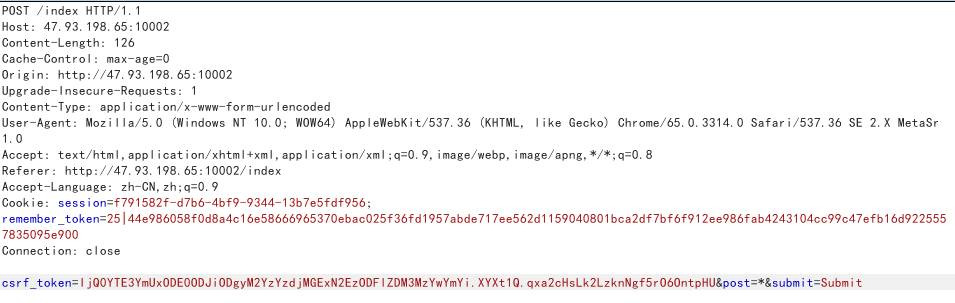 POST /index HTTP/1.1
Host: 47.93.198.65:10002
Content-Length: 126
Cache-Control: max-age=0
Origin: http://47.93.198.65:10002
Upgrade-Insecure-Requests: 1
Content-Type: application/x-www-form-urlencoded
User-Agent: Mozilla/5.0 (Windows NT 10.0; WOW64) AppleWebKit/537.36 (KHTML, like Gecko) Chrome/65.0.3314.0 Safari/537.36 SE 2.X MetaSr
1.0
Accept: text/html,application/xhtml+xml,application/xml;q=0.9,image/webp,image/apng,*/*;q=0.8
Referer: http://47.93.198.65:10002/index
Accept-Language: zh-CN,zh;q=0.9
Cookie: session=f791582f-d7b6-4bf9-9344-13b7e5fdf956;
remember_token=25|44e986058f0d8a4c16e58666965370ebac025f36fd1957abde717ee562d1159040801bca2df7bf6f912ee986fab4243104cc99c47efb16d922555
7835095e900
Connection: close
csrf_token=IjQ0YTE3YmUxODE0ODJiODgyM2YzYzdjMGExN2EzODFlZDM3MzYwYmYi.XYXt1Q.qxa2cHsLk2LzknNgf5rO6OntpHU&post=*&submit=Submit